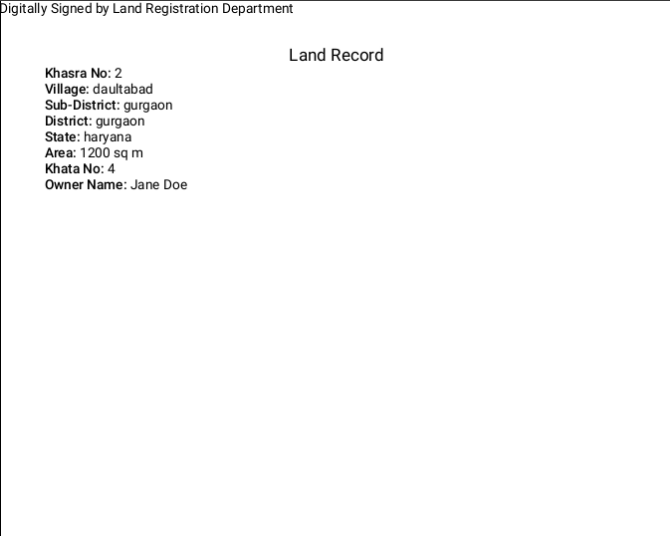 Digitally Signed by Land Registration Department
Land Record
Khasra No: 2
Village: daultabad
Sub-District: gurgaon
District: gurgaon
State: haryana
Area: 1200 sq m
Khata No: 4
Owner Name: Jane Doe